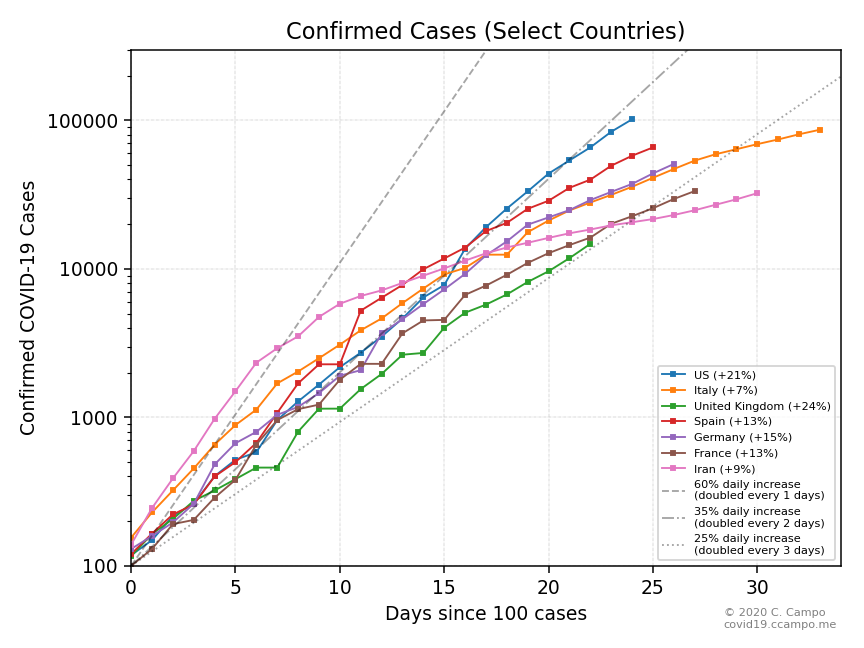 Confirmed Cases (Select Countries)
Confirmed COVID-19 Cases
100000
10000
1000
100
0 5 10 15 20 25 30
Days since 100 cases
US (+21%)
Italy (+7%)
United Kingdom (+24%)
Spain (+13%)
Germany (+15%)
France (+13%)
Iran (+9%)
60% daily increase
(doubled every 1 days)
35% daily increase
(doubled every 2 days)
25% daily increase
(doubled every 3 days)
© 2020 C. Campo
covid19.ccampo.me